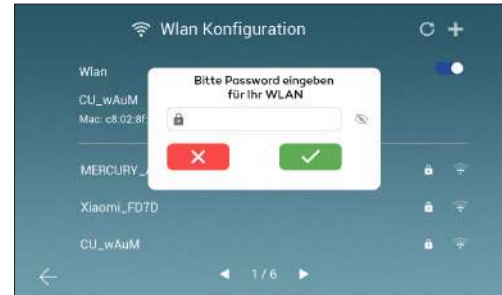 Wlan Konfiguration
Wlan
CU_wAuM
Mac: c8:02:8f
Bitte Password eingeben
für Ihr WLAN
MERCURY_
Xiaomi_FD7D
CU_wAuM
1/6